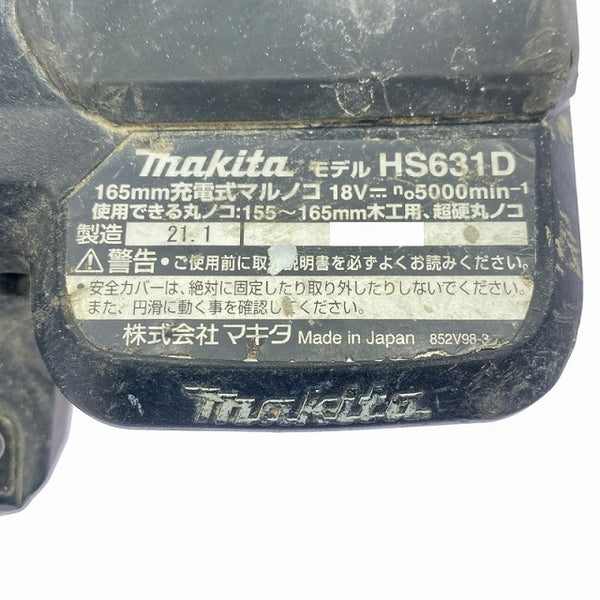 makita モデル HS631D
165mm充電式マルノコ 18V⎓ n₀5000min⁻¹
使用できる丸ノコ:155～165mm木工用、超硬丸ノコ
製造 21.1
⚠警告・ご使用前に取扱説明書を必ずよくお読みください。
・安全カバーは、絶対に固定したり取り外したりしないでください。
また、円滑に動く事を確認してください。
株式会社 マキタ Made in Japan 852V98-3
makita